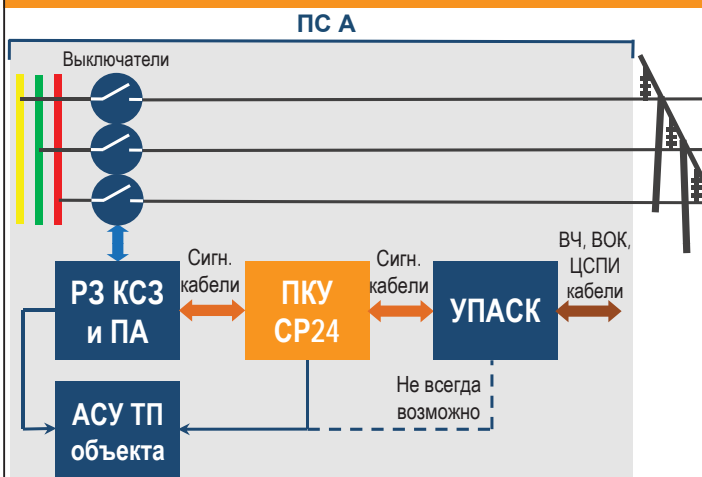 ПС А
Выключатели
ВЧ, ВОК,
ЦСПИ
кабели
Сигн.
кабели
Сигн.
кабели
РЗ КСЗ
и ПА
ПКУ
СР24
УПАСК
Не всегда
возможно
АСУ ТП
объекта